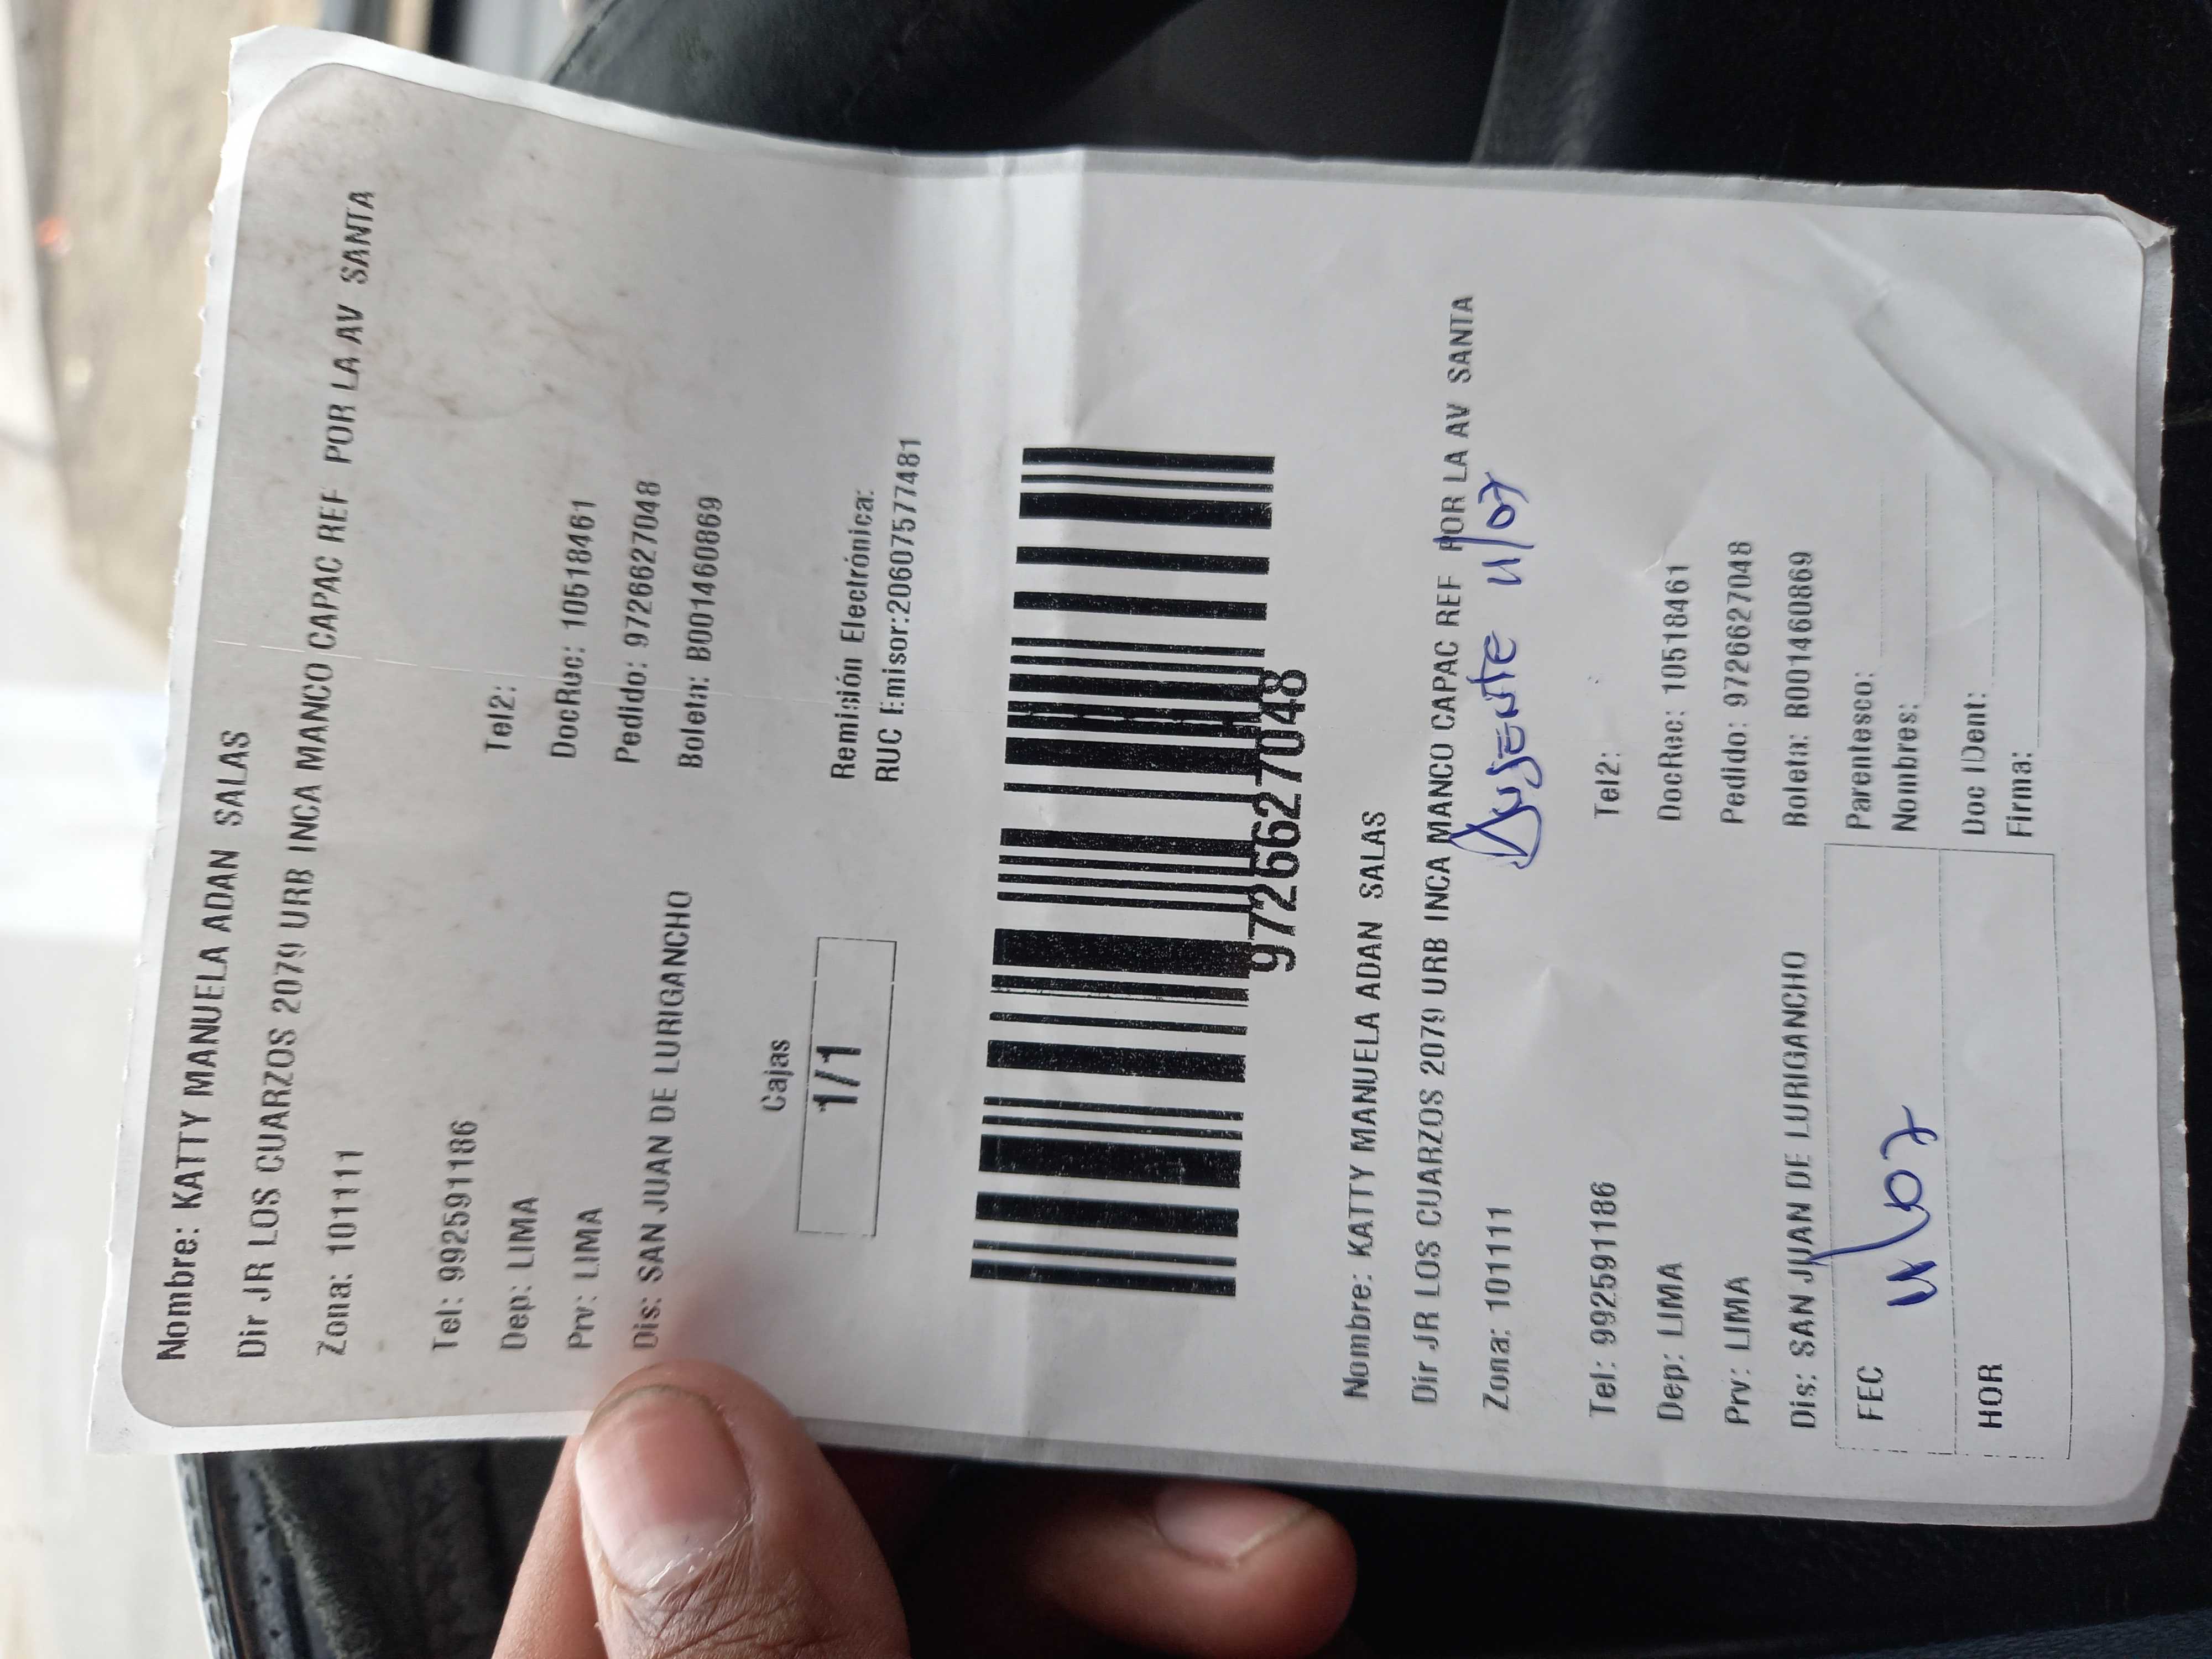 Nombre: KATTY MANUELA ADAN SALAS
Dir JR LOS CUARZOS 2079 URB INCA MANCO CAPAC REF POR LA AV SANTA
Zona: 101111
Tel: 992591186
Tel2:
Dep: LIMA
DocRec: 10518461
Prv: LIMA
Pedido: 9726627048
Dis: SAN JUAN DE LURIGANCHO
Boleta: B001460869
Cajas
1/1
Remisión Electrónica:
RUC Emisor:20607577481
9726627048
Nombre: KATTY MANUELA ADAN SALAS
Dir JR LOS CUARZOS 2079 URB INCA MANCO CAPAC REF POR LA AV SANTA
Zona: 101111
AUSENTE 11/07
Tel: 992591186
Tel2:
Dep: LIMA
DocRec: 10518461
Prv: LIMA
Pedido: 9726627048
Dis: SAN JUAN DE LURIGANCHO
Boleta: B001460869
FEC 11/07
Parentesco:
Nombres:
HOR
Doc IDent:
Firma: